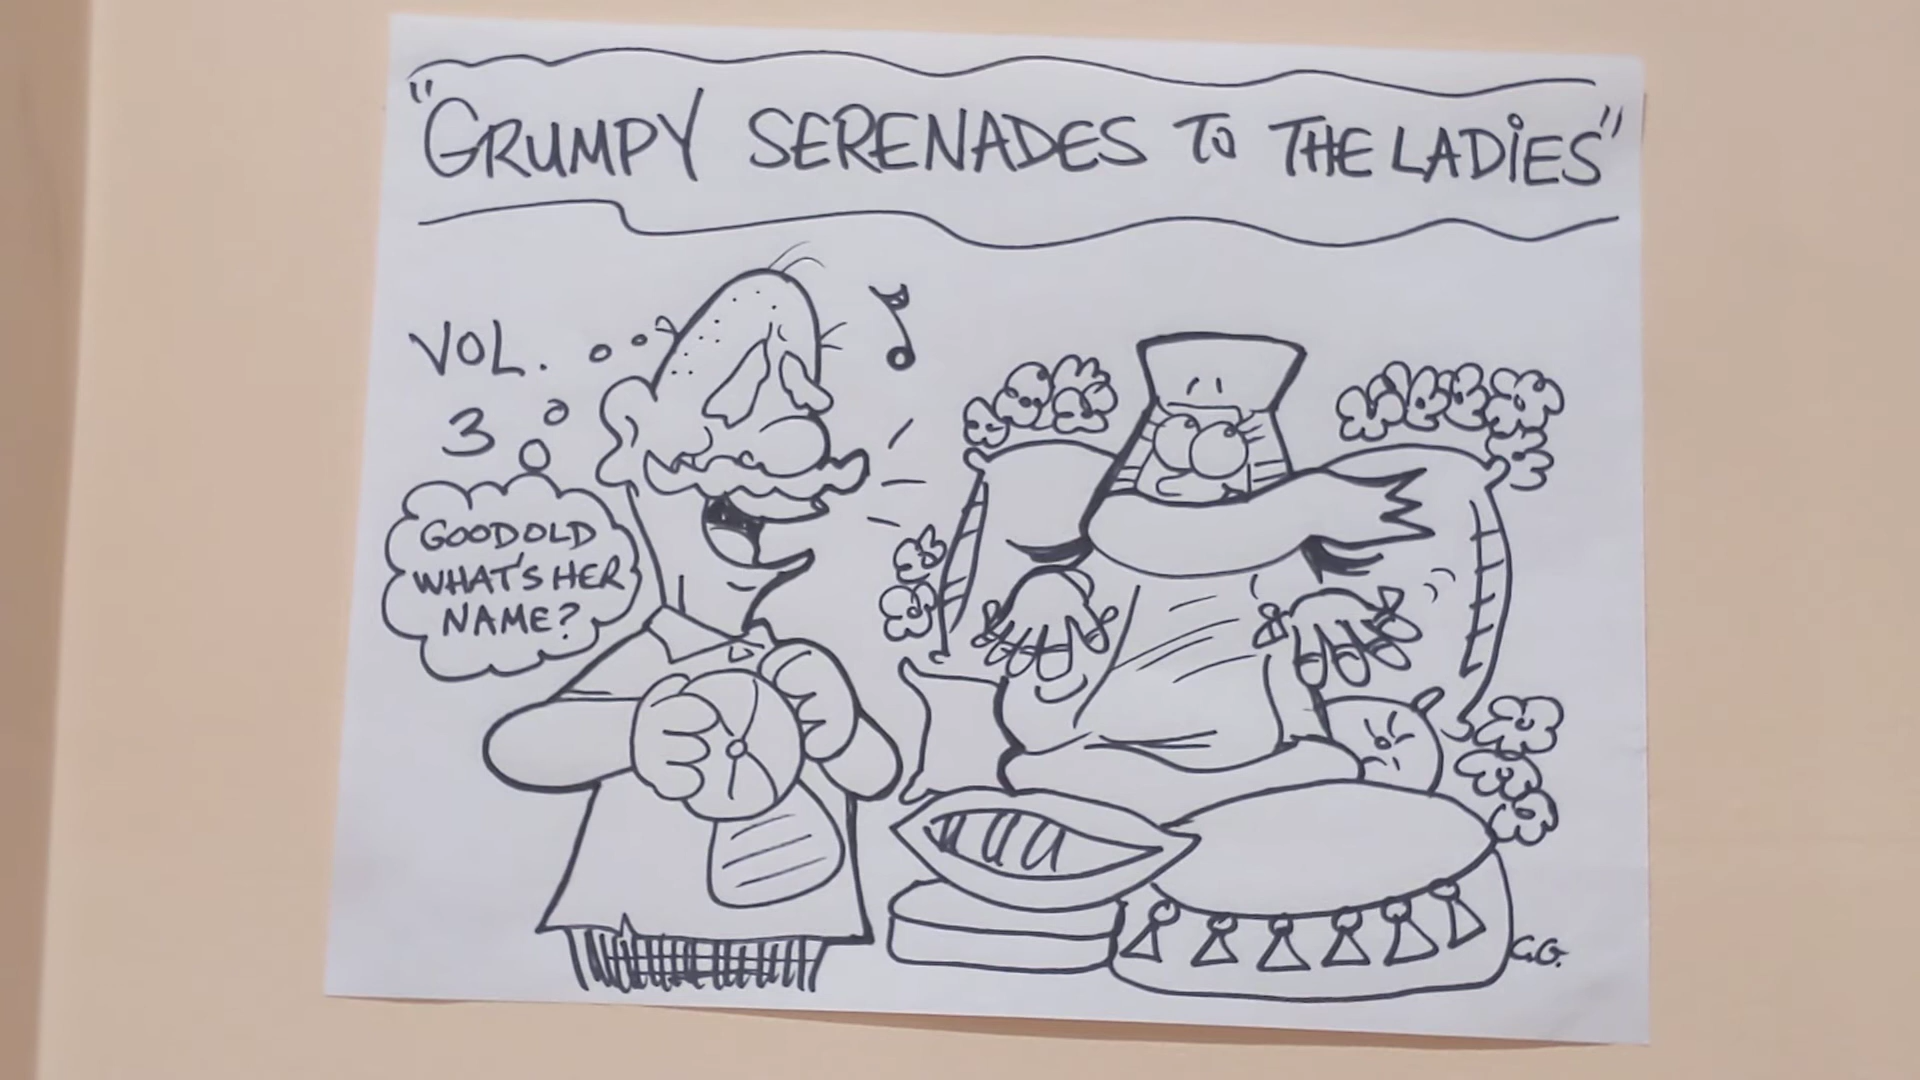 "GRUMPY SERENADES TO THE LADIES"
VOL.
3
GOOD OLD
WHAT'S HER
NAME?
C.G.